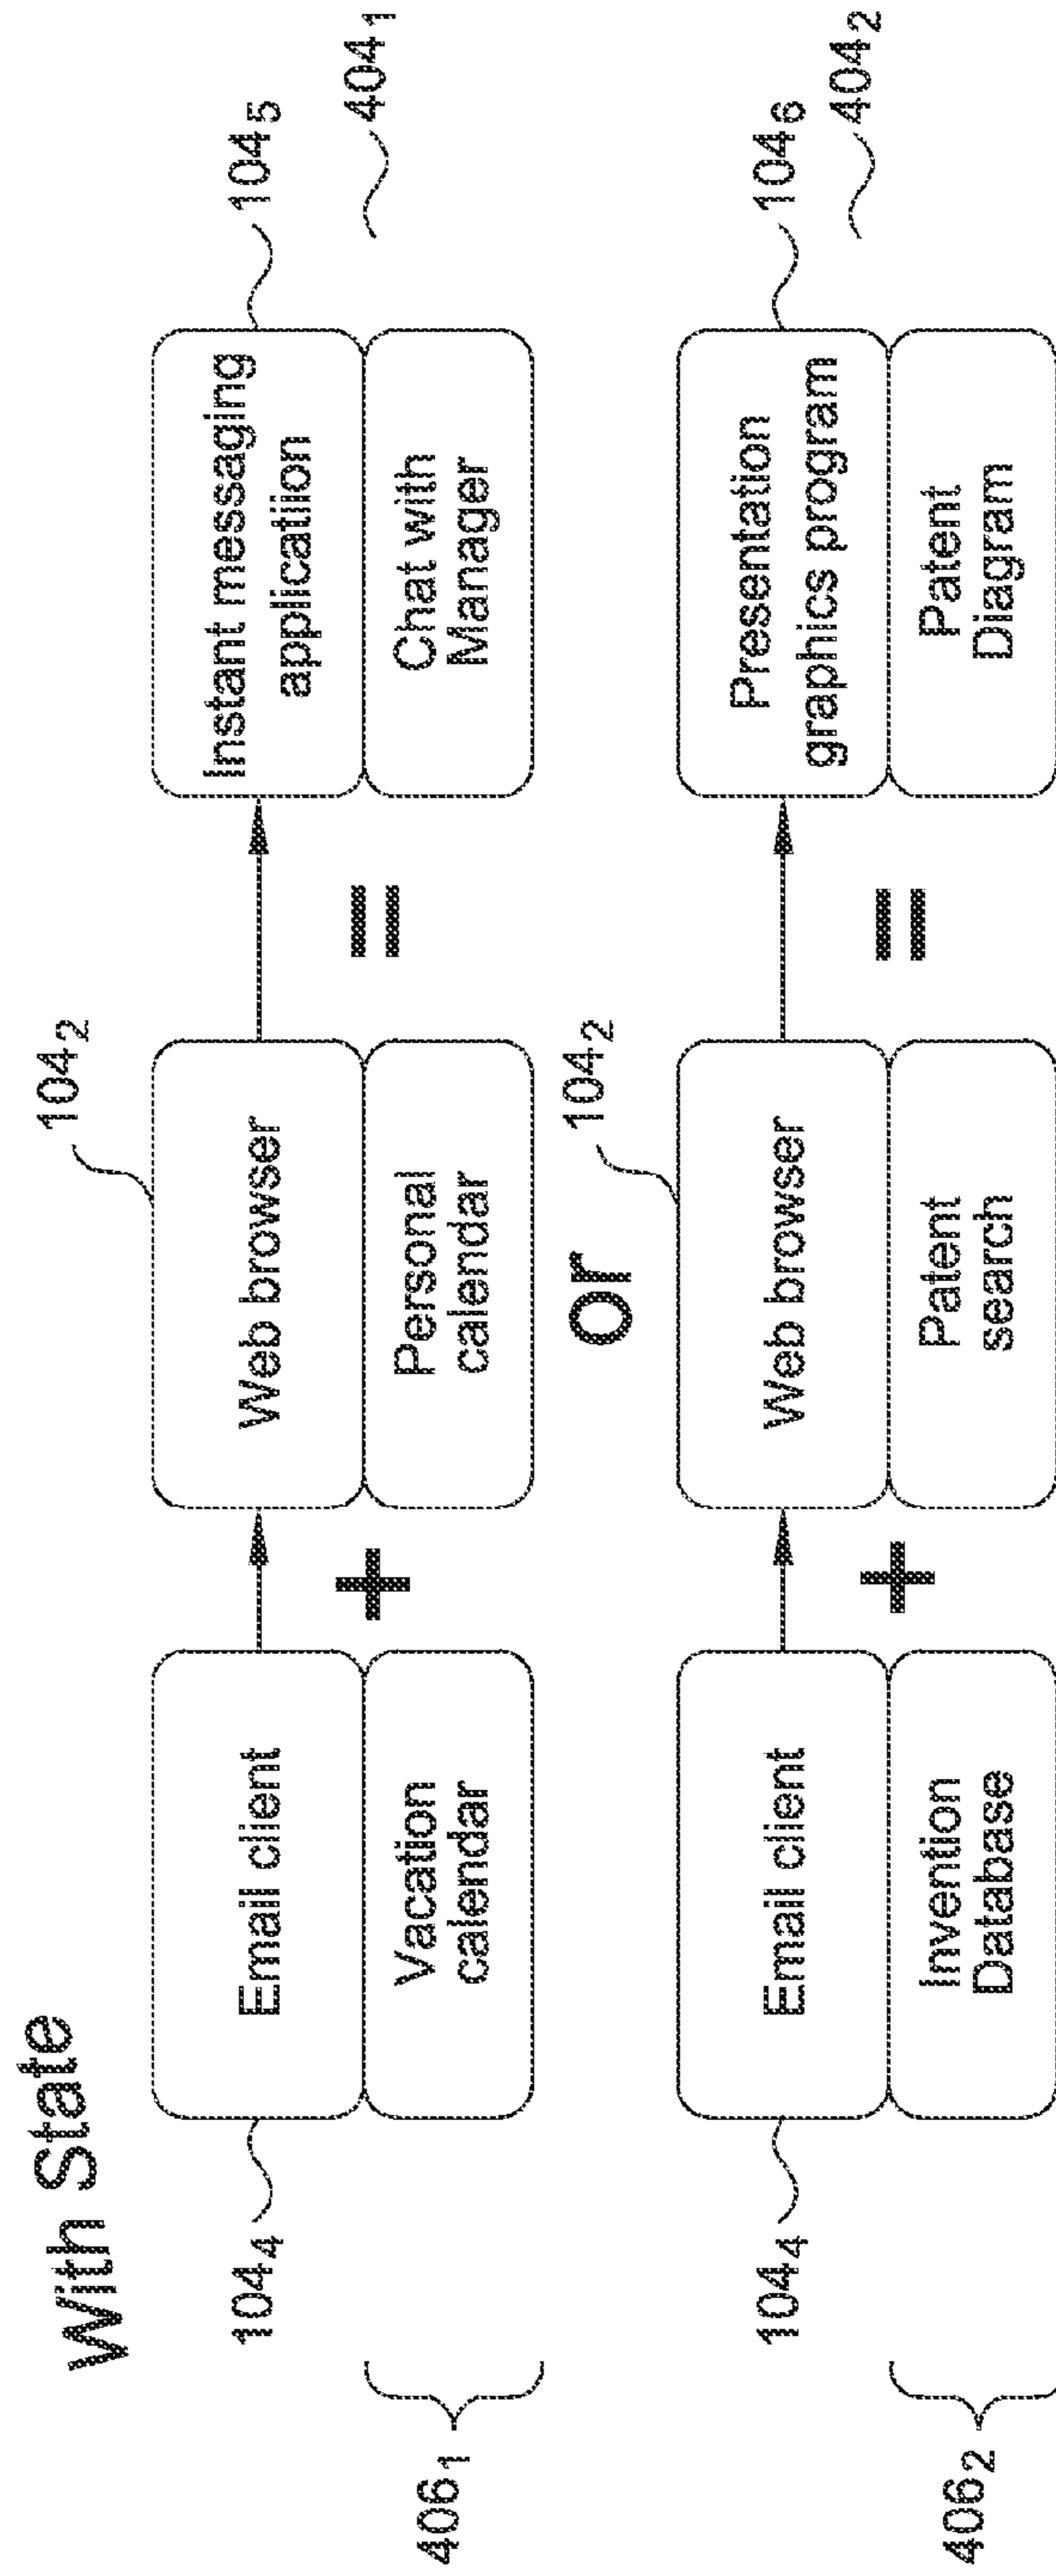 With State
104₂
104₄
Email client
Web browser
Instant messaging
applicatiion
104₅
406₁
Vacation
calendar
+
Personal
calendar
=
Chat with
Manager
404₁
Or
104₂
104₄
Email client
Web browser
Presentation
graphics program
104₆
406₂
Invention
Database
+
Patent
search
=
Patent
Diagram
404₂